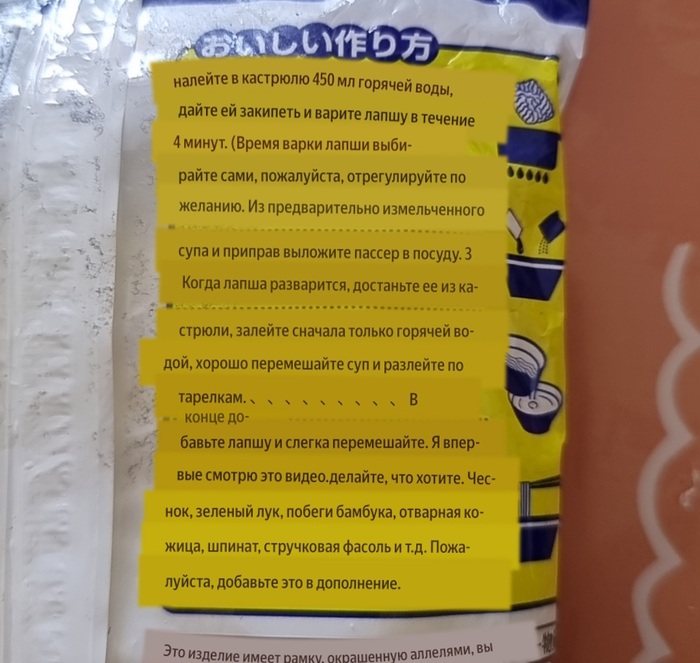 おいしい作り方
налейте в кастрюлю 450 мл горячей воды,
дайте ей закипеть и варите лапшу в течение
4 минут. (Время варки лапши выби-
райте сами, пожалуйста, отрегулируйте по
желанию. Из предварительно измельченного
супа и приправ выложите пассер в посуду. 3
Когда лапша разварится, достаньте ее из ка-
стрюли, залейте сначала только горячей во-
дой, хорошо перемешайте суп и разлейте по
тарелкам.、、、、、、、、、、 В
конце до-
бавьте лапшу и слегка перемешайте. Я впер-
вые смотрю это видео.делайте, что хотите. Чес-
нок, зеленый лук, побеги бамбука, отварная ко-
жица, шпинат, стручковая фасоль и т.д. Пожа-
луйста, добавьте это в дополнение.
Это изделие имеет рамку, окрашенную аллелями, вы